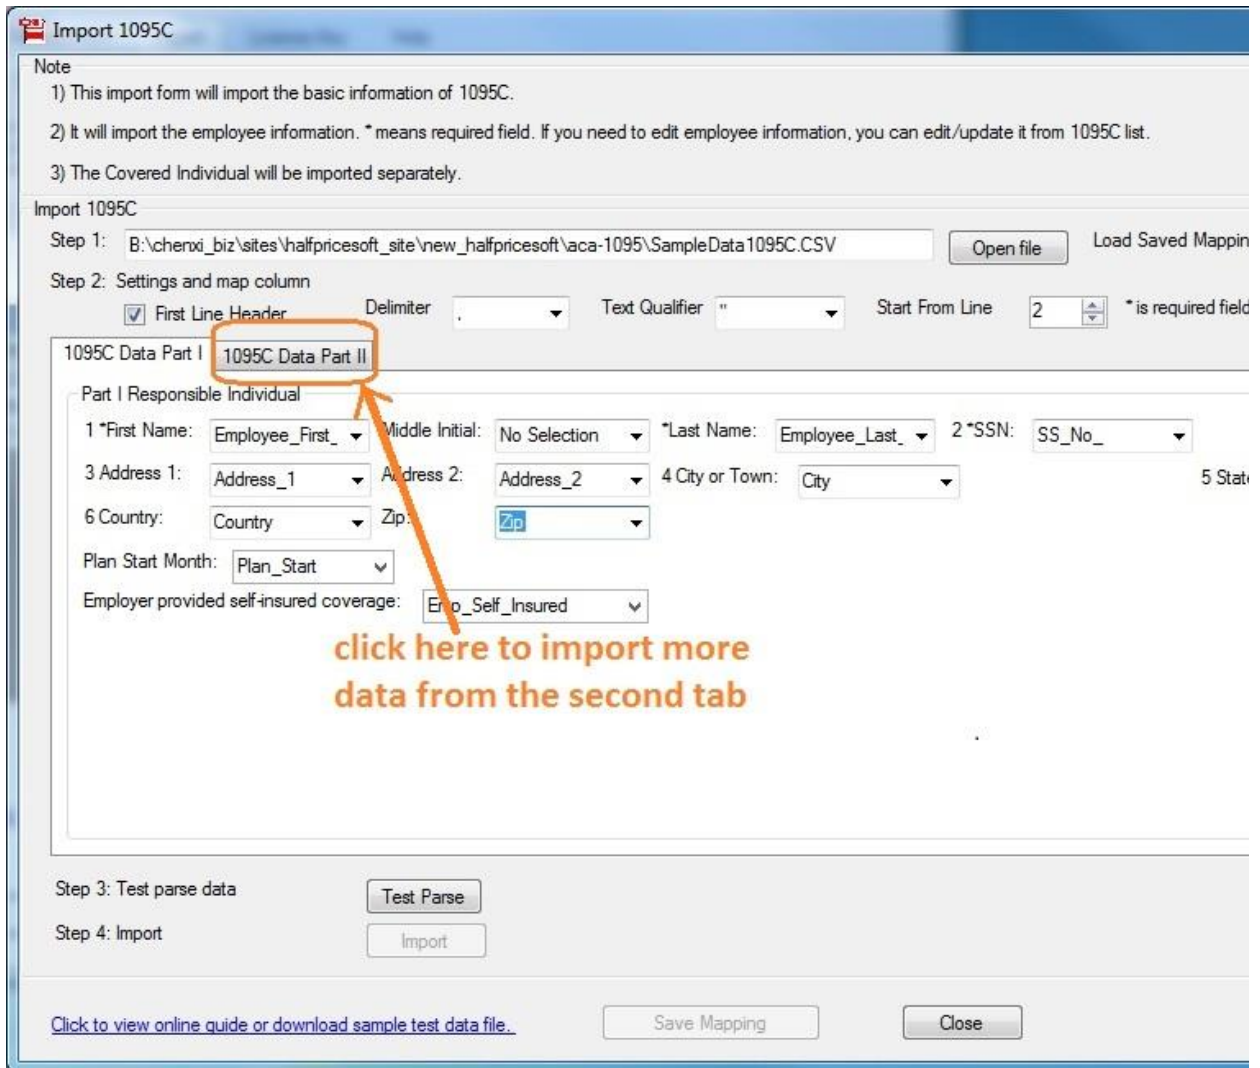 Import 1095C
Note
1) This import form will import the basic information of 1095C.
2) It will import the employee information. * means required field. If you need to edit employee information, you can edit/update it from 1095C list.
3) The Covered Individual will be imported separately.
Import 1095C
Step 1: B:\chenxi_biz\sites\halfpricesoft_site\new_halfpricesoft\aca-1095\SampleData1095C.CSV Open file Load Saved Mappin
Step 2: Settings and map column
First Line Header Delimiter , Text Qualifier " Start From Line 2 * is required field
1095C Data Part I 1095C Data Part II
Part I Responsible Individual
1 *First Name: Employee_First_ Middle Initial: No Selection *Last Name: Employee_Last_ 2 *SSN: SS_No_
3 Address 1: Address_1 Address 2: Address_2 4 City or Town: City 5 State
6 Country: Country Zip: Zip
Plan Start Month: Plan_Start
Employer provided self-insured coverage: Emp_Self_Insured
click here to import more
data from the second tab
Step 3: Test parse data Test Parse
Step 4: Import Import
Click to view online guide or download sample test data file. Save Mapping Close